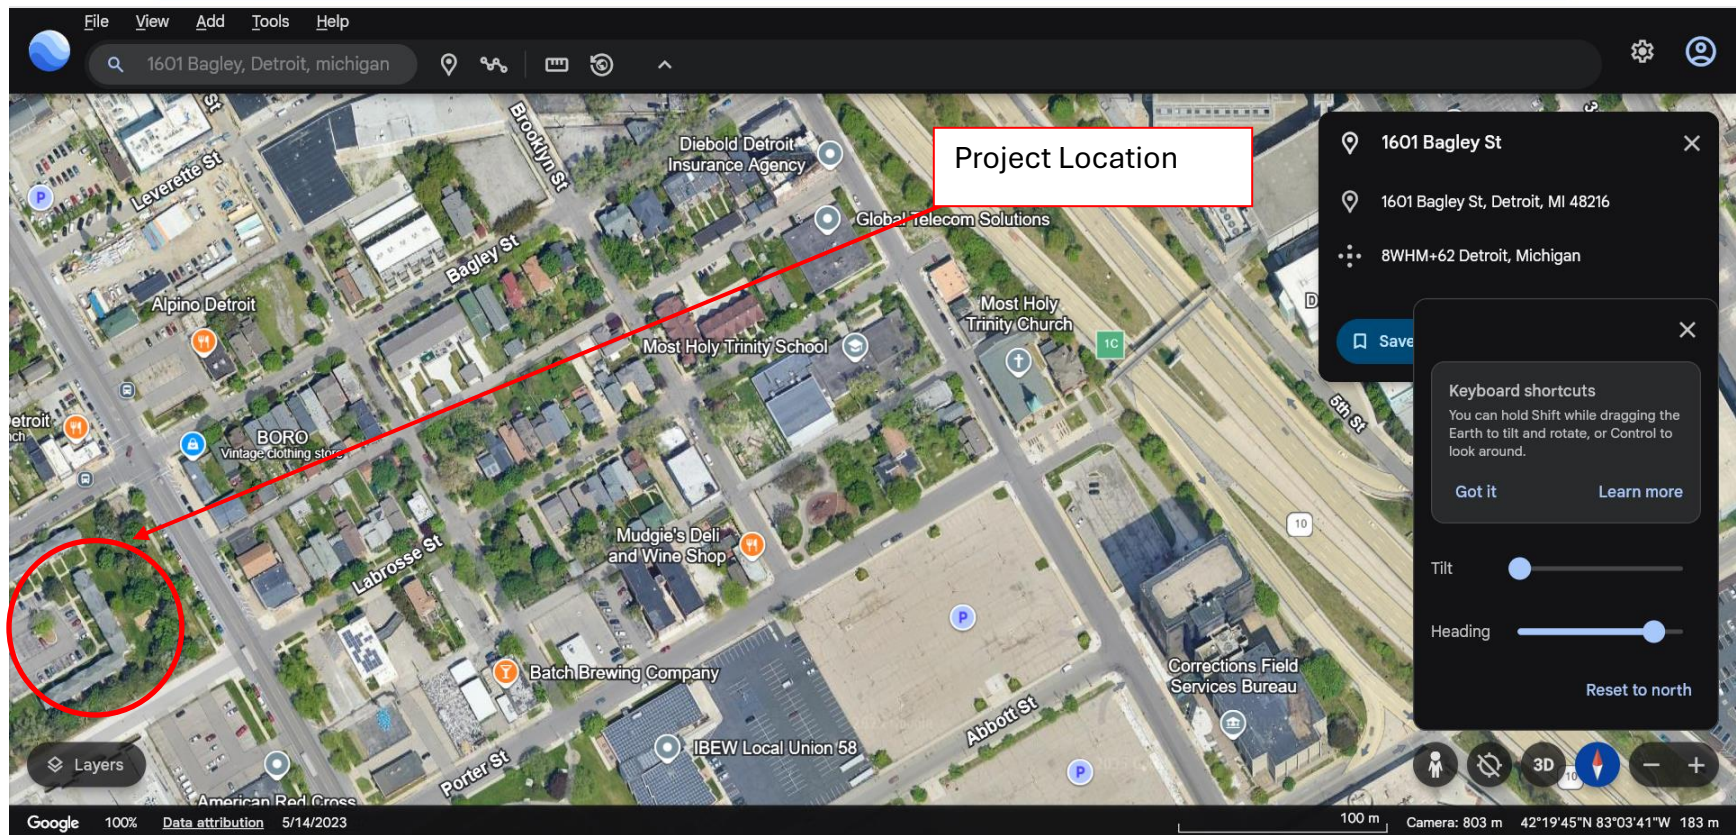 File View Add Tools Help
1601 Bagley, Detroit, michigan
Project Location
1601 Bagley St
1601 Bagley St, Detroit, MI 48216
8WHM+62 Detroit, Michigan
Save
Keyboard shortcuts
You can hold Shift while dragging the
Earth to tilt and rotate, or Control to
look around.
Got it Learn more
Tilt
Heading
Reset to north
Leverette St
Brooklyn St
Diebold Detroit
Insurance Agency
Global Telecom Solutions
Bagley St
P
Alpino Detroit
Most Holy
Trinity Church
Most Holy Trinity School
1C
5th St
etroit
ch
BORO
Vintage clothing store
10
Mudgie's Deli
and Wine Shop
Labrosse St
P
Batch Brewing Company
Corrections Field
Services Bureau
Abbott St
IBEW Local Union 58
Porter St
P
American Red Cross
Layers
3D
10
Google 100% Data attribution 5/14/2023
100 m Camera: 803 m 42°19'45"N 83°03'41"W 183 m